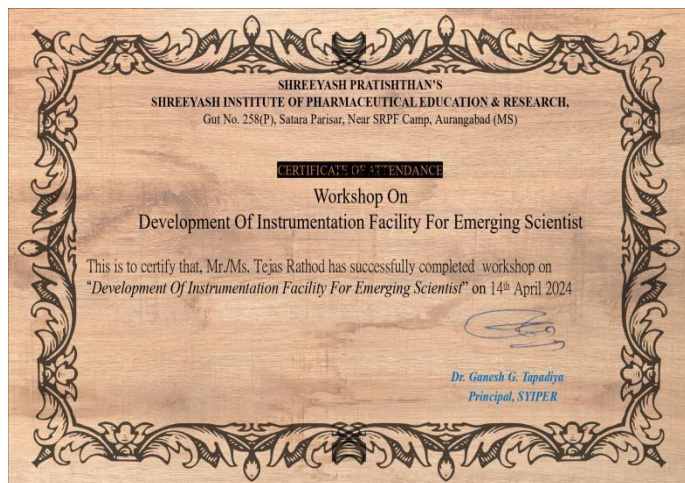 SHREEYASH PRATISHTHAN'S
SHREEYASH INSTITUTE OF PHARMACEUTICAL EDUCATION & RESEARCH,
Gut No. 258(P), Satara Parisar, Near SRPF Camp, Aurangabad (MS)
CERTIFICATE OF ATTENDANCE
Workshop On
Development Of Instrumentation Facility For Emerging Scientist
This is to certify that, Mr./Ms. Tejas Rathod has successfully completed workshop on
"Development Of Instrumentation Facility For Emerging Scientist" on 14th April 2024
Dr. Ganesh G. Tapadiya
Principal, SYIPER